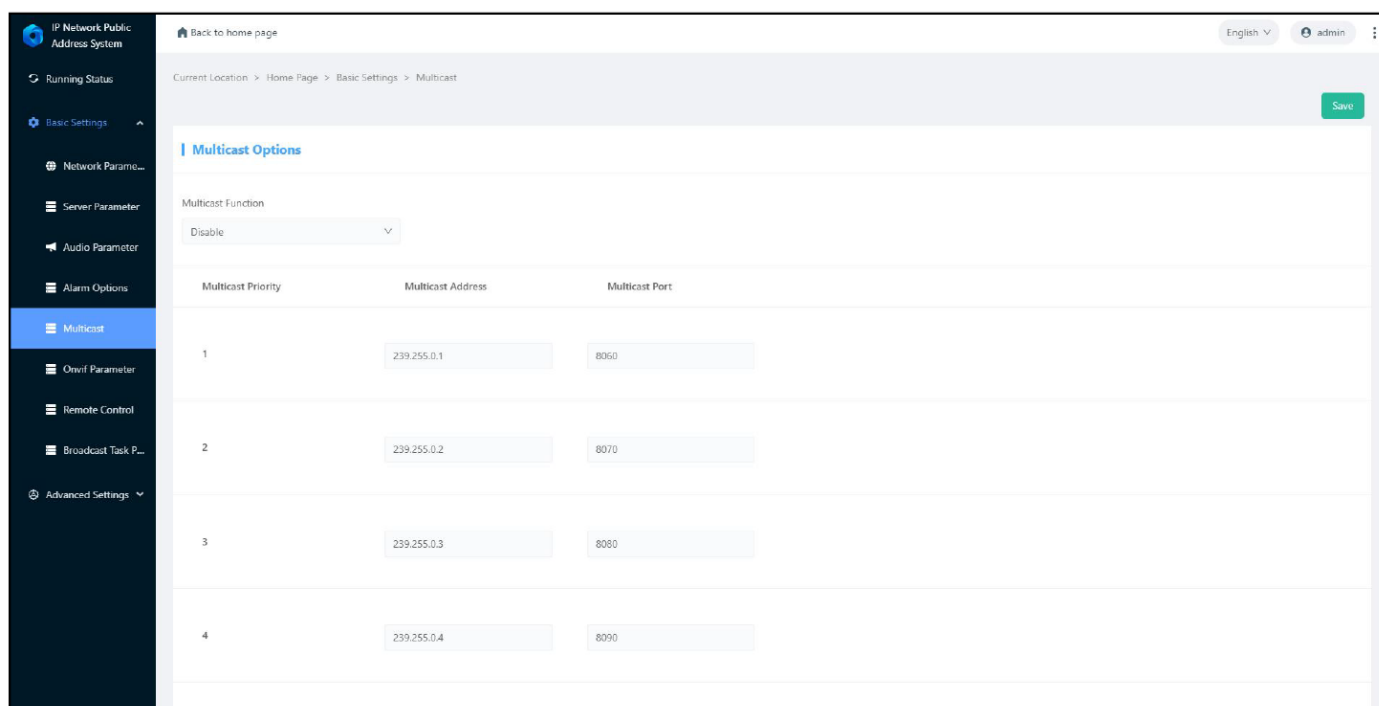 IP Network Public
Address System
Back to home page
English
admin
Running Status
Current Location > Home Page > Basic Settings > Multicast
Save
Basic Settings
Multicast Options
Network Parame...
Server Parameter
Multicast Function
Disable
Audio Parameter
Alarm Options
Multicast Priority Multicast Address Multicast Port
Multicast
1 239.255.0.1 8060
Onvif Parameter
Remote Control
Broadcast Task P...
2 239.255.0.2 8070
Advanced Settings
3 239.255.0.3 8080
4 239.255.0.4 8090